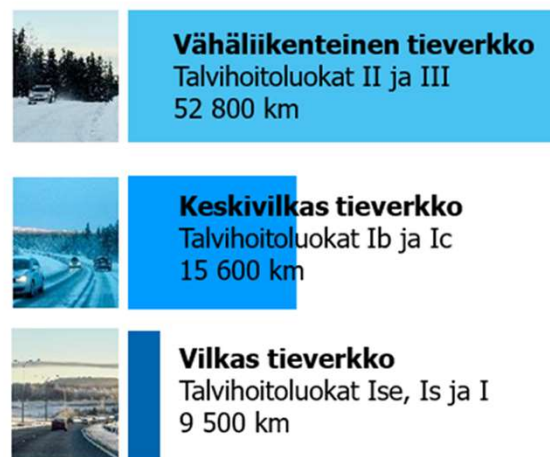 Vähäliikenteinen tieverkko
Talvihoitoluokat II ja III
52 800 km
Keskivilkas tieverkko
Talvihoitoluokat Ib ja Ic
15 600 km
Vilkas tieverkko
Talvihoitoluokat Ise, Is ja I
9 500 km